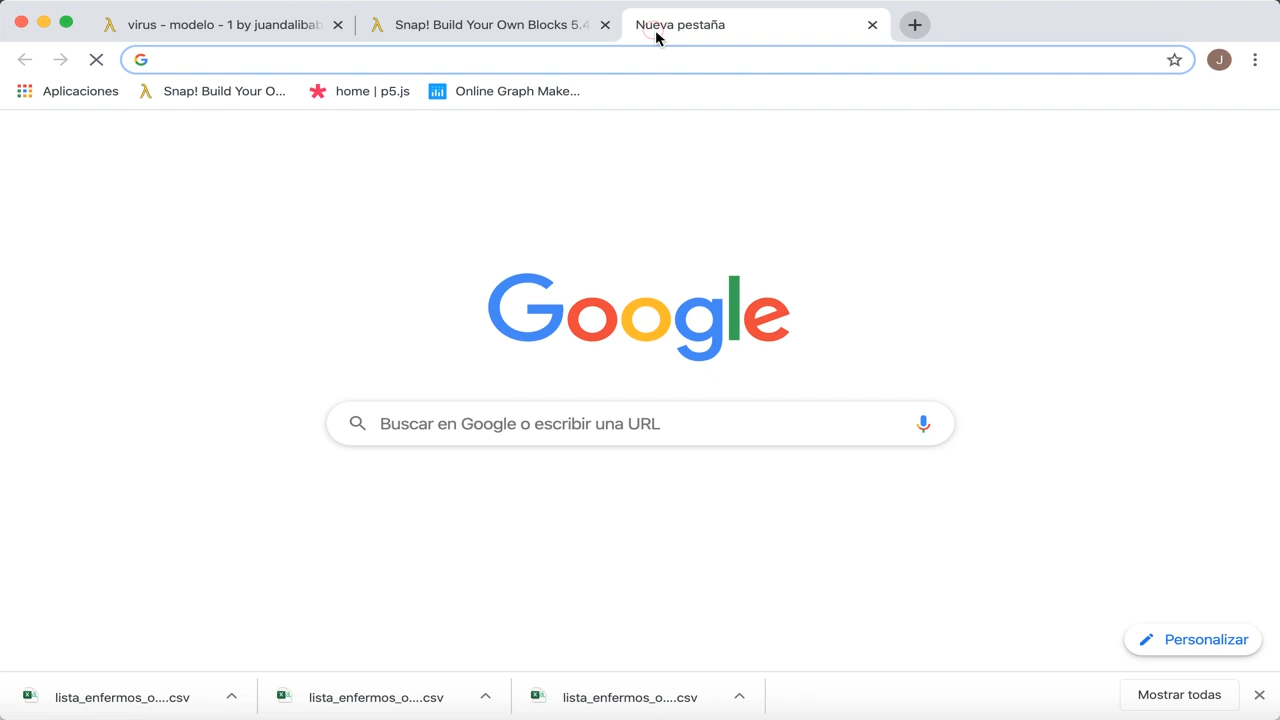 virus - modelo - 1 by juandalibab
Snap! Build Your Own Blocks 5.4
Nueva pestaña
J
Aplicaciones
Snap! Build Your O...
home | p5.js
Online Graph Make...
Google
Buscar en Google o escribir una URL
Personalizar
lista_enfermos_o....csv
lista_enfermos_o....csv
lista_enfermos_o....csv
Mostrar todas